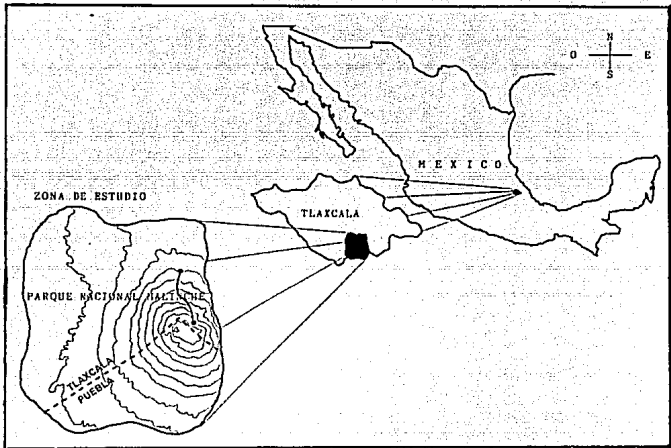 N
O E
S
M E X I C O
ZONA DE ESTUDIO
TLAXCALA
PARQUE NACIONAL MALINCHE
TLAXCALA
PUEBLA